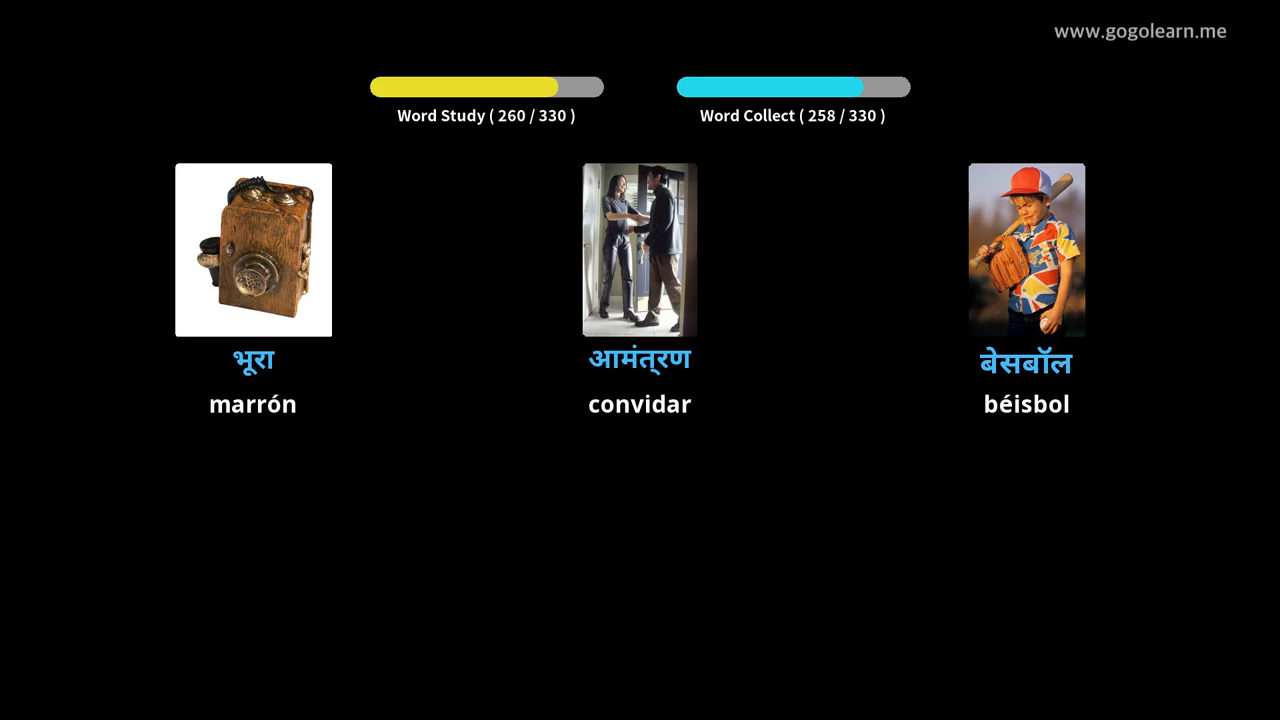 www.gogolearn.me
Word Study ( 260 / 330 )
Word Collect ( 258 / 330 )
भूरा
आमंत्रण
बेसबॉल
marrón
convidar
béisbol